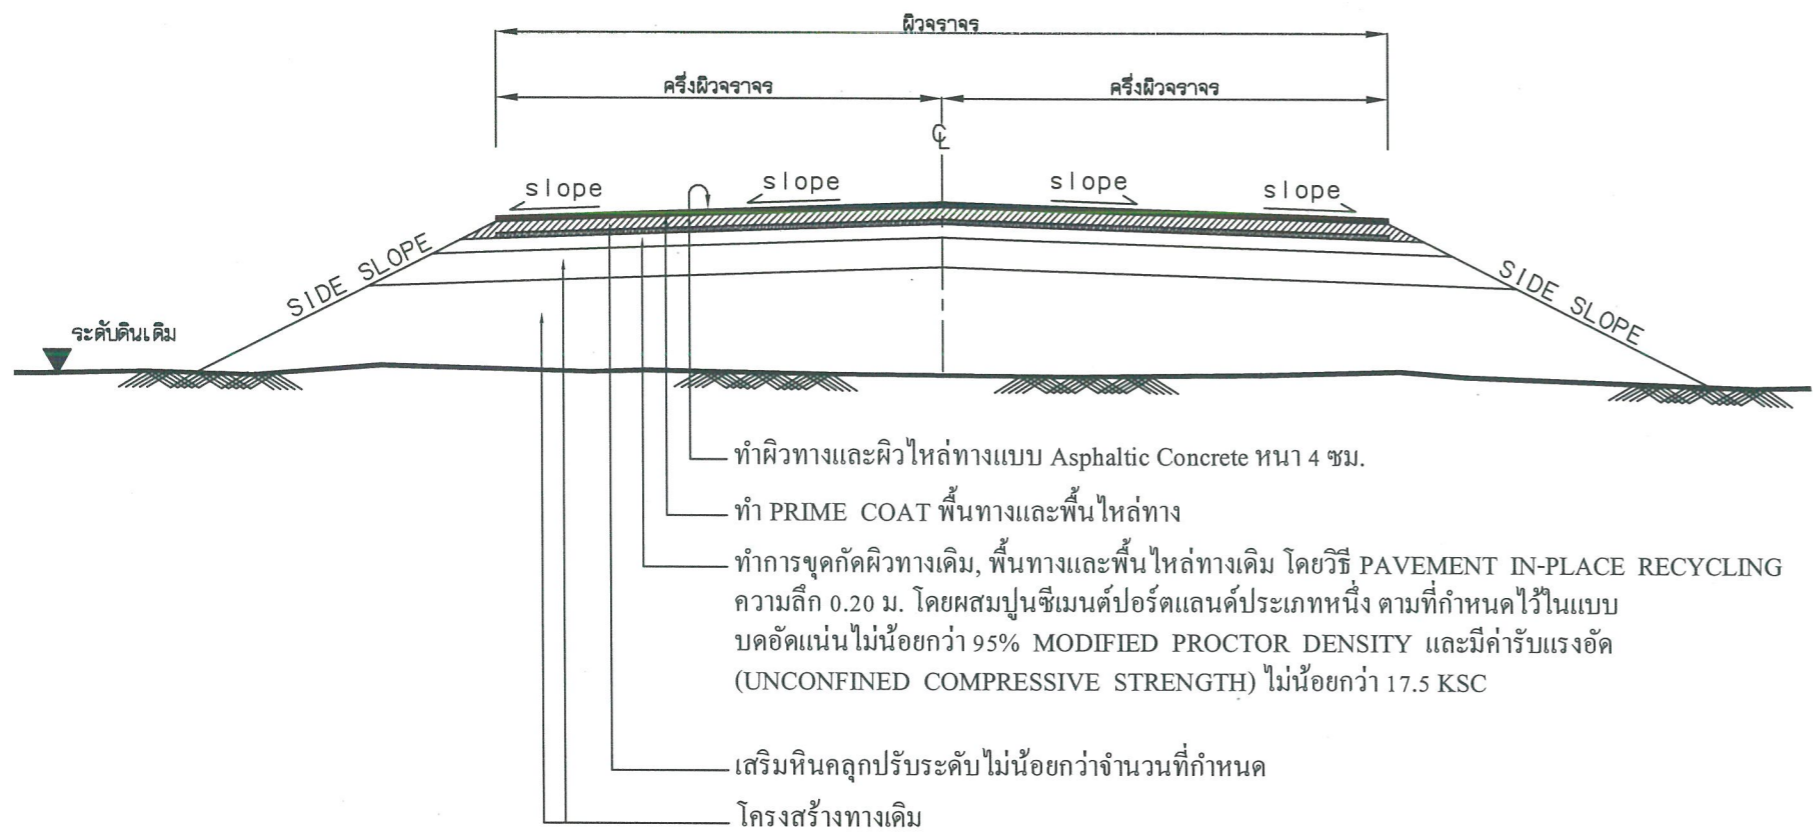 ผิวจราจร
ครึ่งผิวจราจร
ครึ่งผิวจราจร
℄
slope
slope
slope
slope
SIDE SLOPE
SIDE SLOPE
ระดับดินเดิม
ทำผิวทางและผิวไหล่ทางแบบ Asphaltic Concrete หนา 4 ซม.
ทำ PRIME COAT พื้นทางและพื้นไหล่ทาง
ทำการขุดกัดผิวทางเดิม, พื้นทางและพื้นไหล่ทางเดิม โดยวิธี PAVEMENT IN-PLACE RECYCLING
ความลึก 0.20 ม. โดยผสมปูนซีเมนต์ปอร์ตแลนด์ประเภทหนึ่ง ตามที่กำหนดไว้ในแบบ
บดอัดแน่นไม่น้อยกว่า 95% MODIFIED PROCTOR DENSITY และมีค่ารับแรงอัด
(UNCONFINED COMPRESSIVE STRENGTH) ไม่น้อยกว่า 17.5 KSC
เสริมหินคลุกปรับระดับไม่น้อยกว่าจำนวนที่กำหนด
โครงสร้างทางเดิม